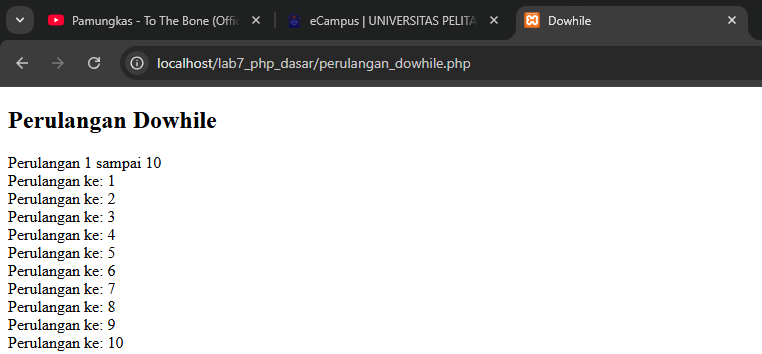 Pamungkas - To The Bone (Offic
eCampus | UNIVERSITAS PELITA
Dowhile
localhost/lab7_php_dasar/perulangan_dowhile.php
Perulangan Dowhile
Perulangan 1 sampai 10
Perulangan ke: 1
Perulangan ke: 2
Perulangan ke: 3
Perulangan ke: 4
Perulangan ke: 5
Perulangan ke: 6
Perulangan ke: 7
Perulangan ke: 8
Perulangan ke: 9
Perulangan ke: 10